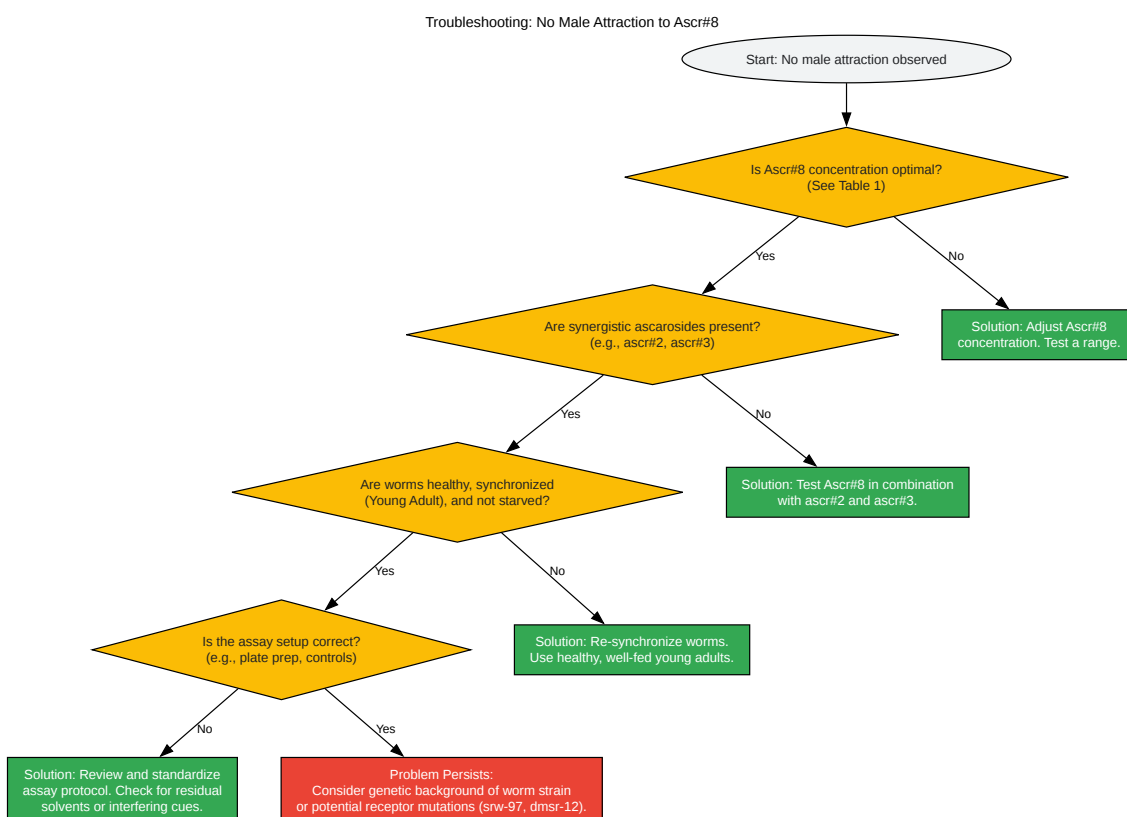 Troubleshooting: No Male Attraction to Ascr#8
Start: No male attraction observed
Is Ascr#8 concentration optimal?
(See Table 1)
Yes
No
Are synergistic ascarosides present?
(e.g., ascr#2, ascr#3)
Solution: Adjust Ascr#8
concentration. Test a range.
Yes
No
Are worms healthy, synchronized
(Young Adult), and not starved?
Solution: Test Ascr#8 in combination
with ascr#2 and ascr#3.
Yes
No
Is the assay setup correct?
(e.g., plate prep, controls)
Solution: Re-synchronize worms.
Use healthy, well-fed young adults.
No
Yes
Solution: Review and standardize
assay protocol. Check for residual
solvents or interfering cues.
Problem Persists:
Consider genetic background of worm strain
or potential receptor mutations (srw-97, dmsr-12).